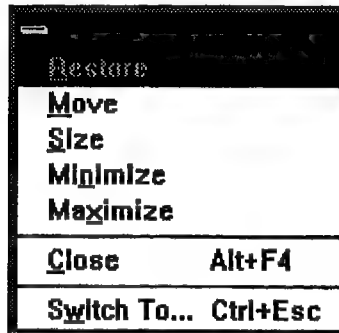 Restore
Move
Size
Minimize
Maximize
Close Alt+F4
Switch To... Ctrl+Esc